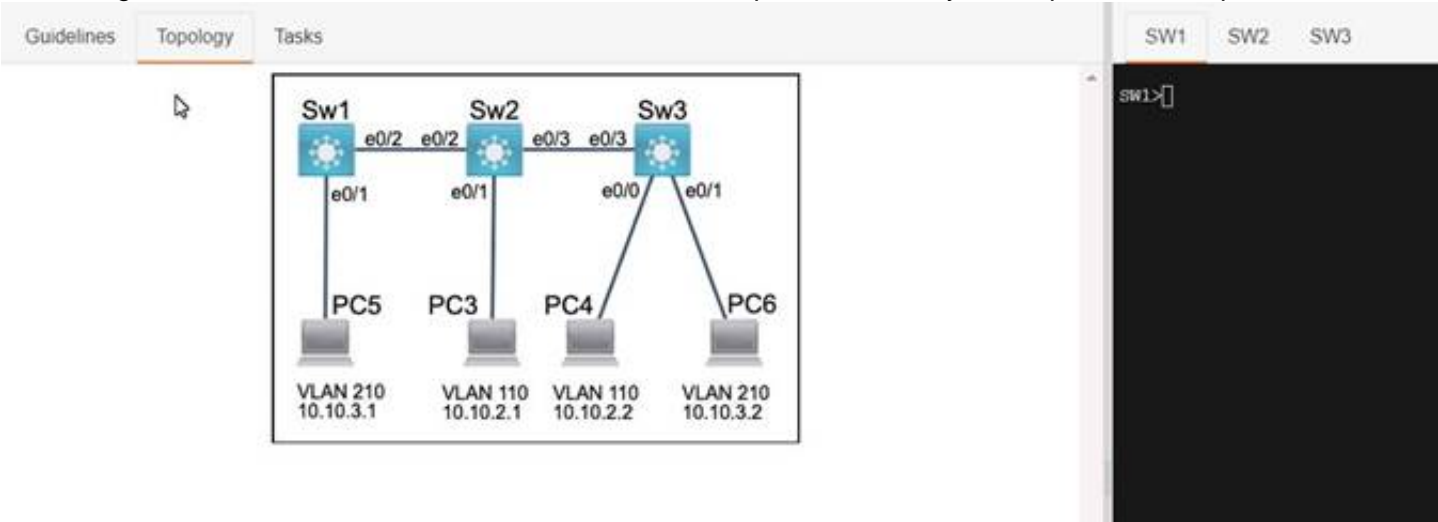 Guidelines Topology Tasks
SW1 SW2 SW3
SW1>
Sw1 Sw2 Sw3
e0/2 e0/2 e0/3 e0/3
e0/1 e0/1 e0/0 e0/1
PC5 PC3 PC4 PC6
VLAN 210 VLAN 110 VLAN 110 VLAN 210
10.10.3.1 10.10.2.1 10.10.2.2 10.10.3.2